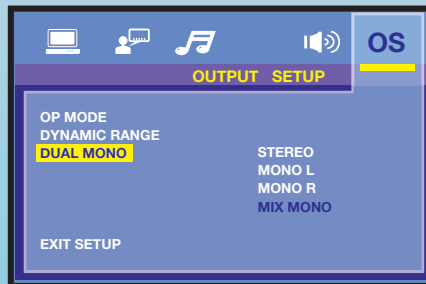 OS
OUTPUT SETUP
OP MODE
DYNAMIC RANGE
DUAL MONO STEREO
MONO L
MONO R
MIX MONO
EXIT SETUP